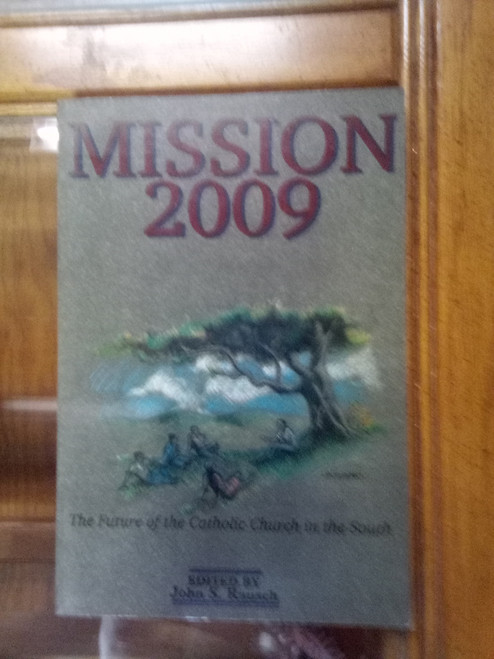 MISSION
2009
The Future of the Catholic Church in the South
EDITED BY
John S. Rausch